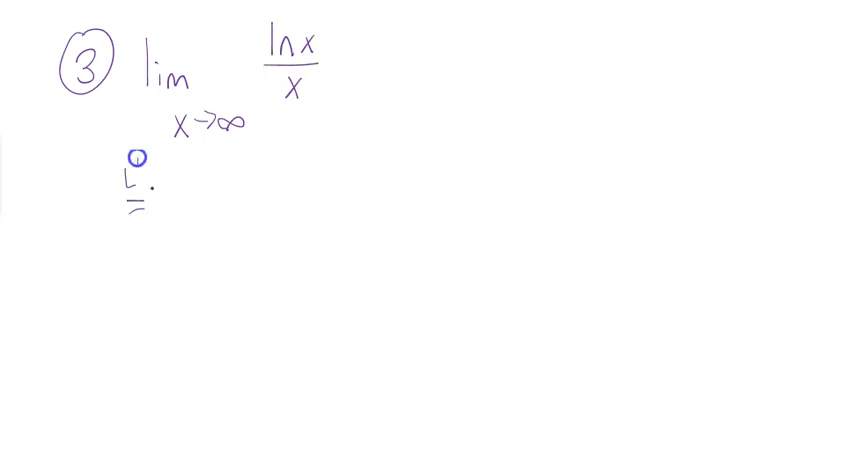 ③ lim ln x / x
x → ∞
L
=